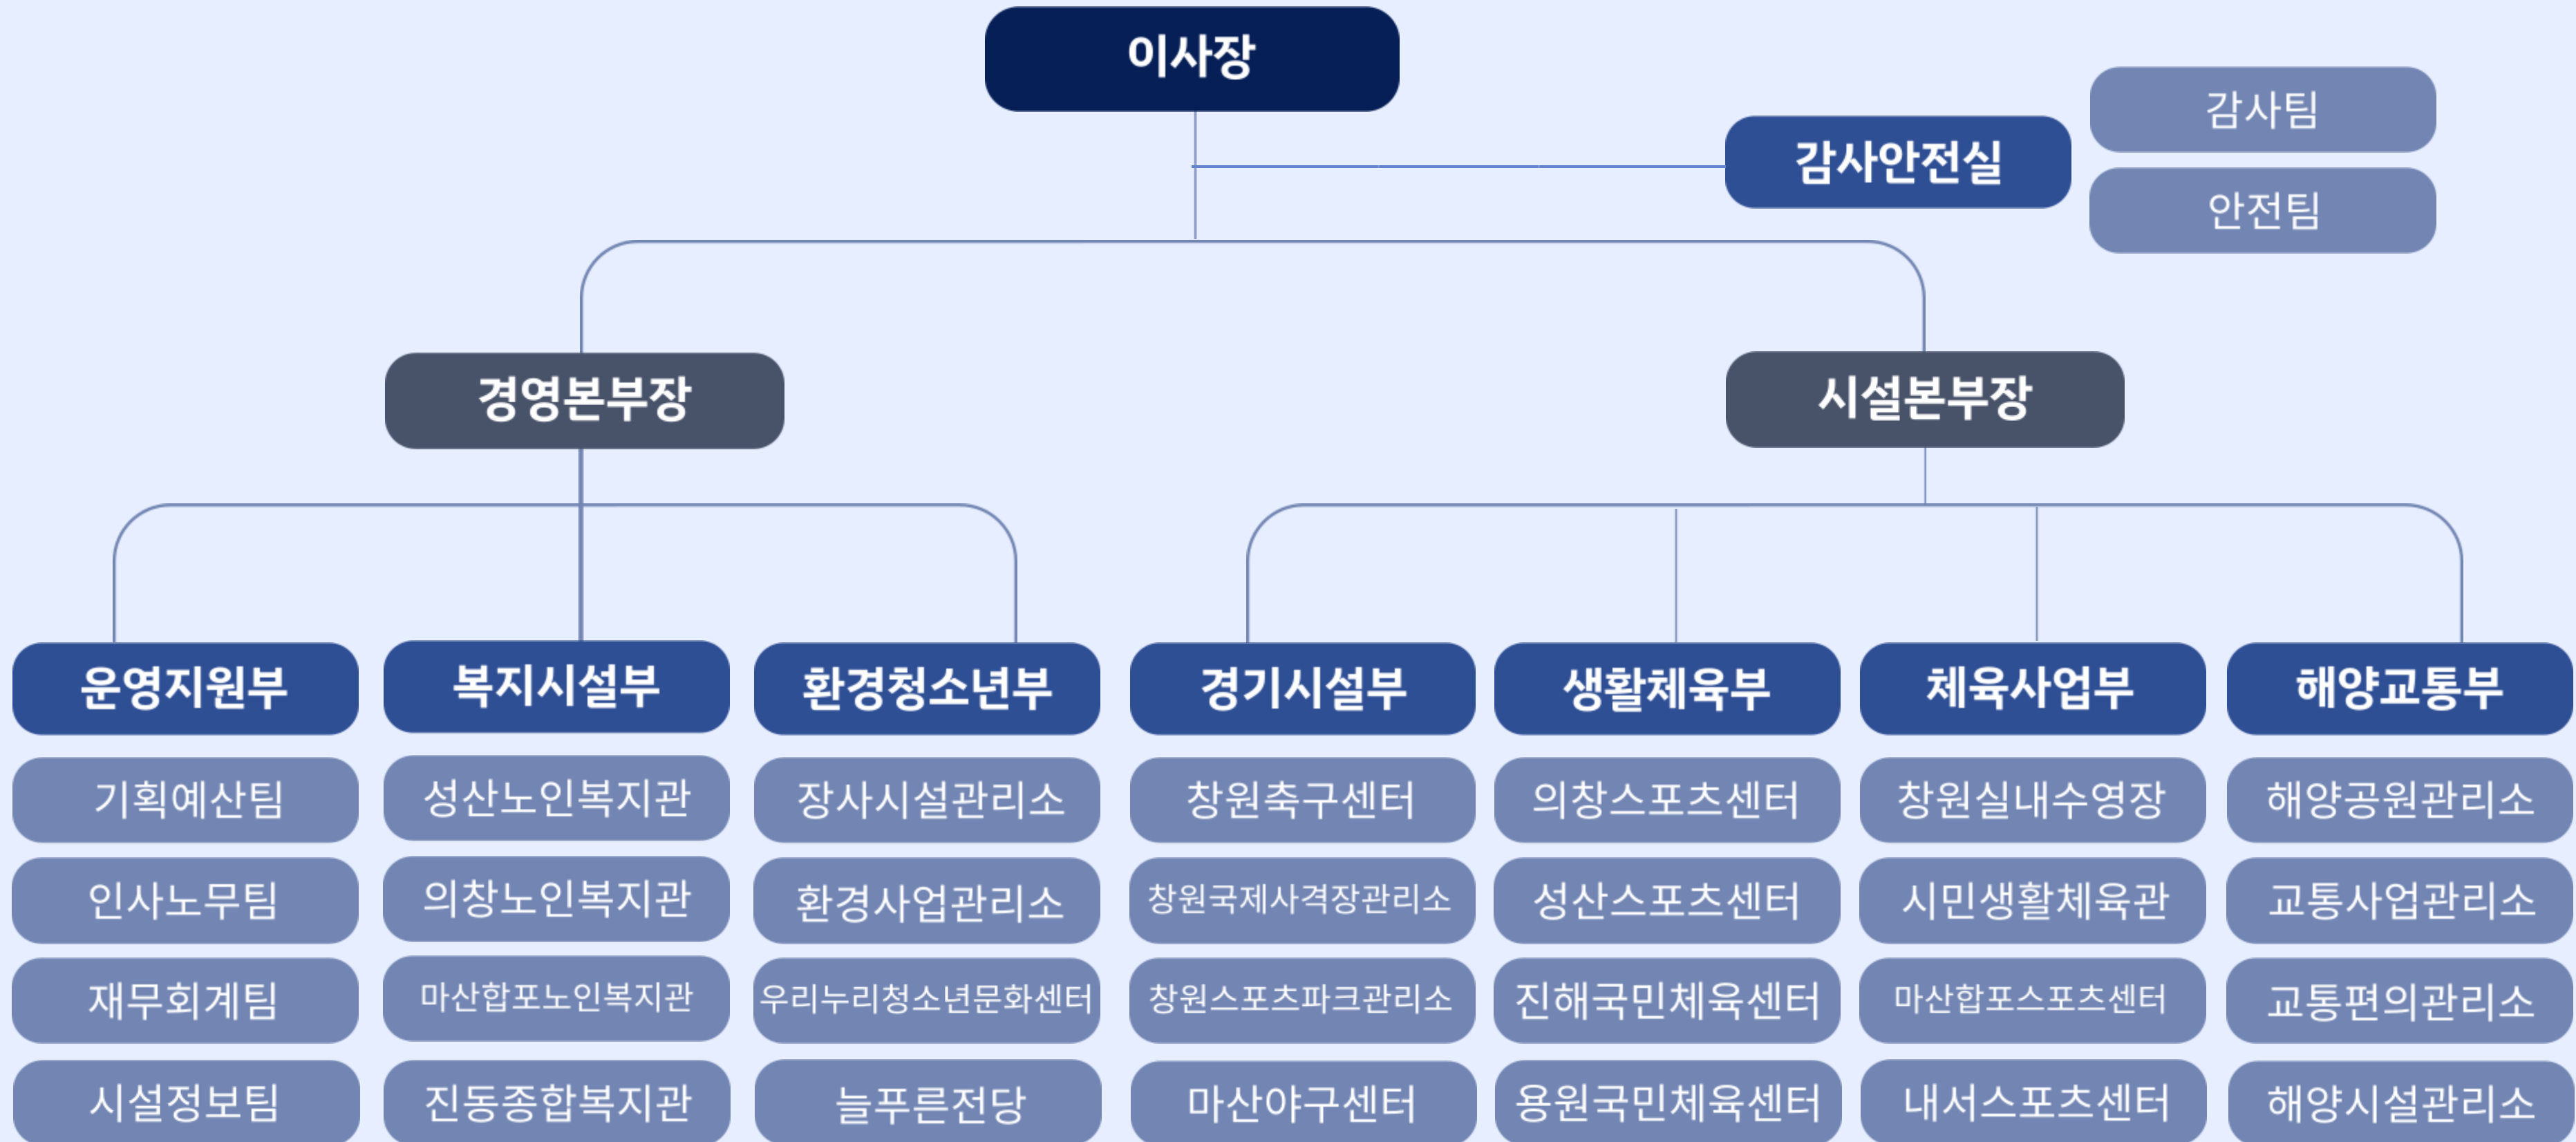 이사장
감사안전실
감사팀
안전팀
경영본부장
시설본부장
운영지원부
복지시설부
환경청소년부
경기시설부
생활체육부
체육사업부
해양교통부
기획예산팀
성산노인복지관
장사시설관리소
창원축구센터
의창스포츠센터
창원실내수영장
해양공원관리소
인사노무팀
의창노인복지관
환경사업관리소
창원국제사격장관리소
성산스포츠센터
시민생활체육관
교통사업관리소
재무회계팀
마산합포노인복지관
우리누리청소년문화센터
창원스포츠파크관리소
진해국민체육센터
마산합포스포츠센터
교통편의관리소
시설정보팀
진동종합복지관
늘푸른전당
마산야구센터
용원국민체육센터
내서스포츠센터
해양시설관리소